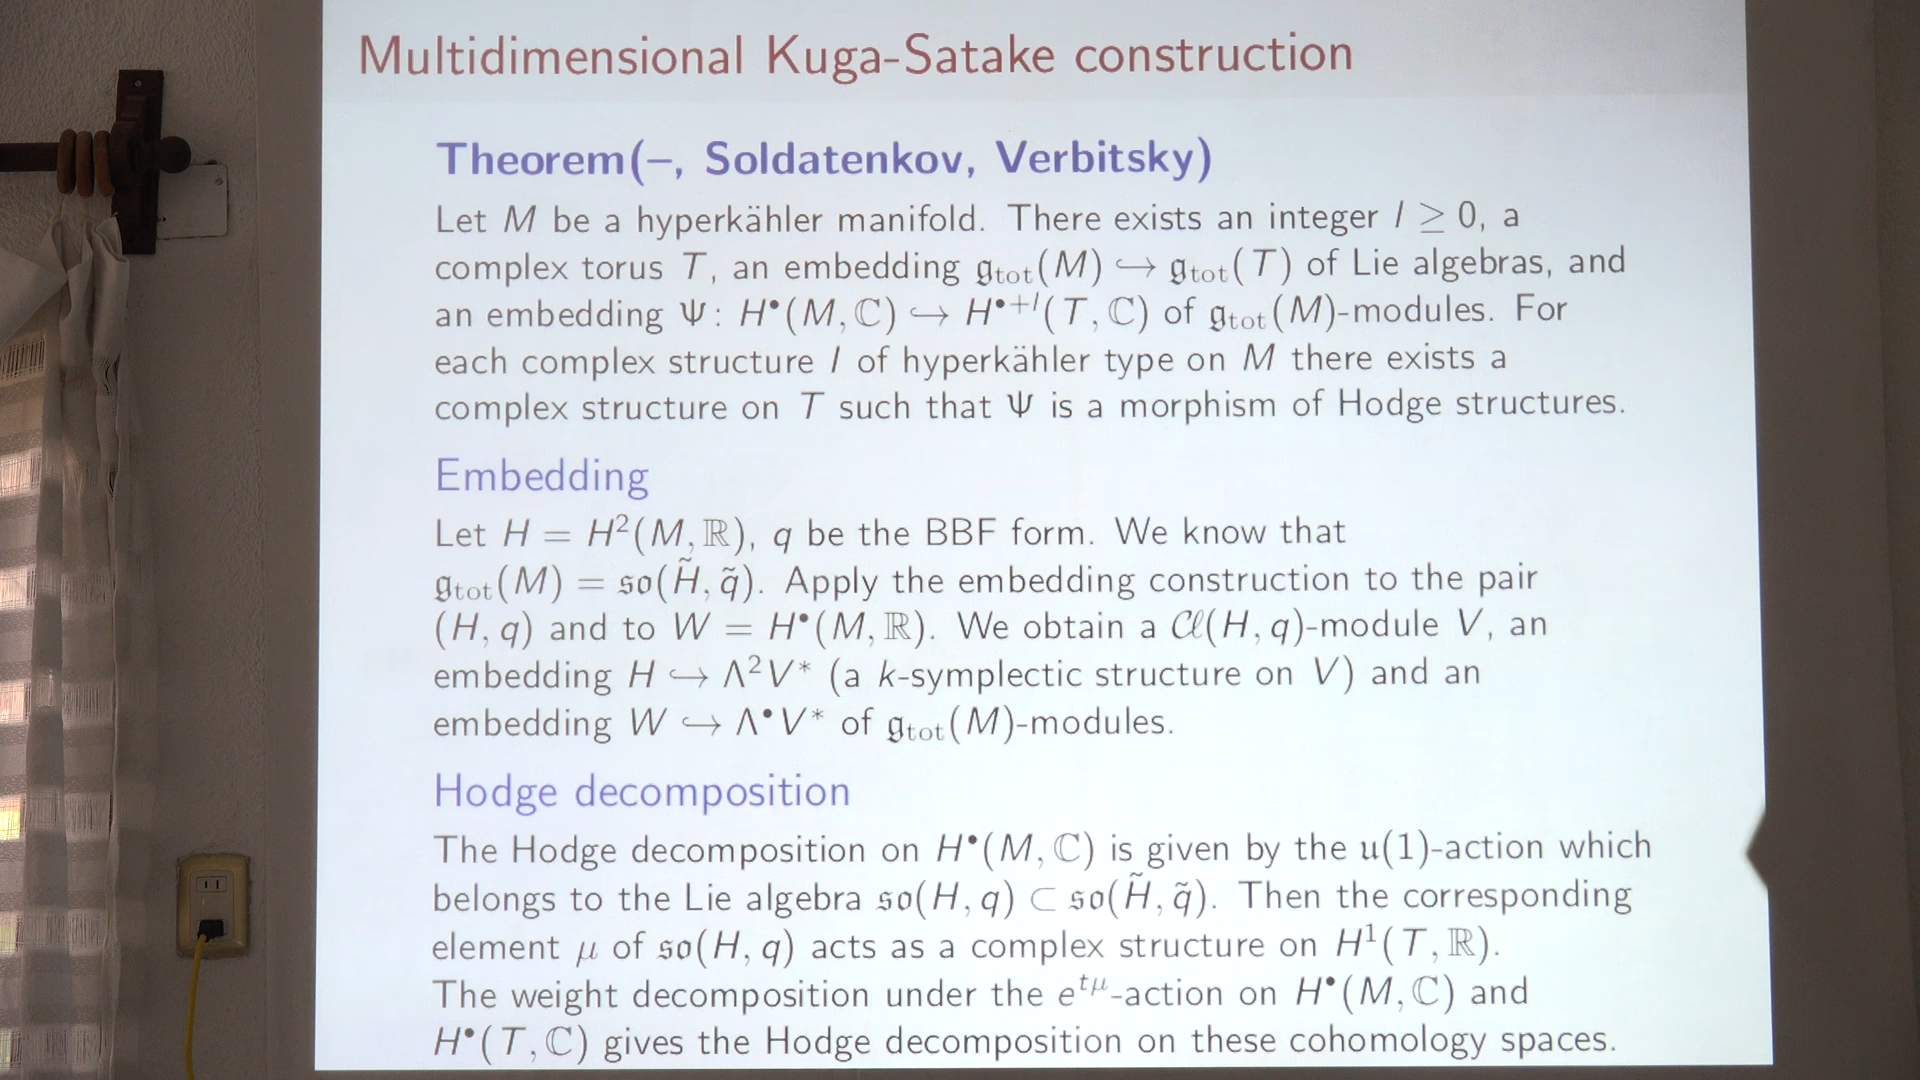 Multidimensional Kuga-Satake construction
Theorem(–, Soldatenkov, Verbitsky)
Let M be a hyperkähler manifold. There exists an integer l ≥ 0, a
complex torus T, an embedding 𝔤tot(M) ↪ 𝔤tot(T) of Lie algebras, and
an embedding Ψ: H•(M, ℂ) ↪ H•+l(T, ℂ) of 𝔤tot(M)-modules. For
each complex structure I of hyperkähler type on M there exists a
complex structure on T such that Ψ is a morphism of Hodge structures.
Embedding
Let H = H²(M, ℝ), q be the BBF form. We know that
𝔤tot(M) = 𝔰𝔬(H̃, q̃). Apply the embedding construction to the pair
(H, q) and to W = H•(M, ℝ). We obtain a 𝒞ℓ(H, q)-module V, an
embedding H ↪ Λ²V* (a k-symplectic structure on V) and an
embedding W ↪ Λ•V* of 𝔤tot(M)-modules.
Hodge decomposition
The Hodge decomposition on H•(M, ℂ) is given by the 𝔲(1)-action which
belongs to the Lie algebra 𝔰𝔬(H, q) ⊂ 𝔰𝔬(H̃, q̃). Then the corresponding
element μ of 𝔰𝔬(H, q) acts as a complex structure on H¹(T, ℝ).
The weight decomposition under the e^{tμ}-action on H•(M, ℂ) and
H•(T, ℂ) gives the Hodge decomposition on these cohomology spaces.